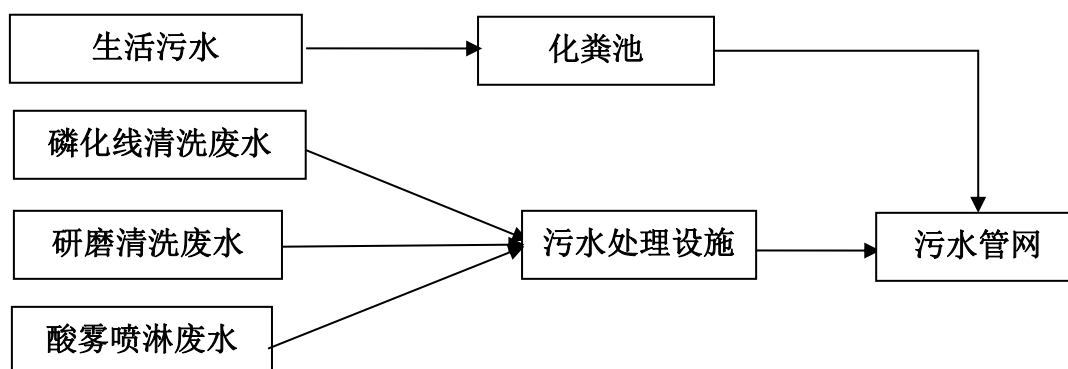 生活污水
化粪池
磷化线清洗废水
研磨清洗废水
污水处理设施
污水管网
酸雾喷淋废水